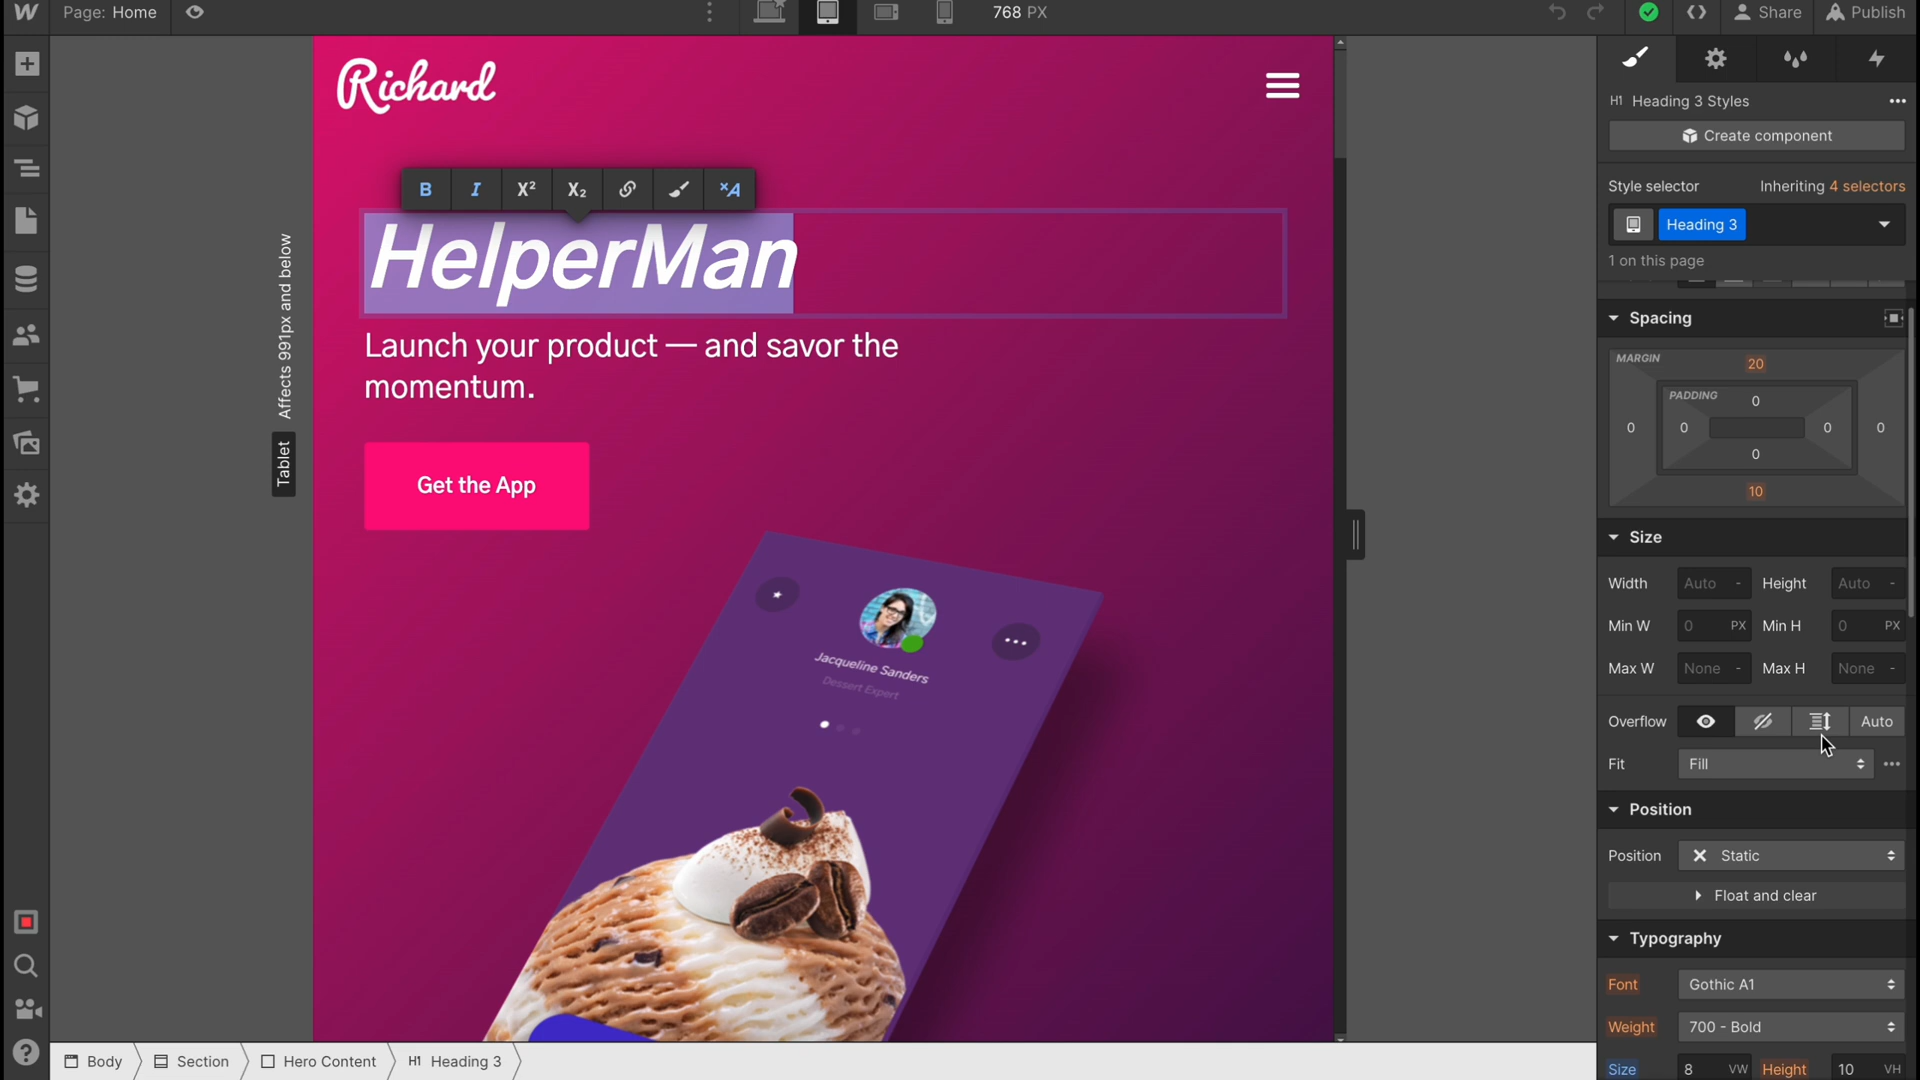 Page: Home
768 PX
Share
Publish
Richard
B I X² X₂ ×A
HelperMan
Launch your product — and savor the
momentum.
Get the App
Jacqueline Sanders
Dessert Expert
Affects 991px and below
Tablet
H1 Heading 3 Styles
Create component
Style selector Inheriting 4 selectors
Heading 3
1 on this page
Spacing
MARGIN
20
PADDING
0
0 0 0 0
0
10
Size
Width Auto - Height Auto -
Min W 0 PX Min H 0 PX
Max W None - Max H None -
Overflow Auto
Fit Fill
Position
Position Static
Float and clear
Typography
Font Gothic A1
Weight 700 - Bold
Size 8 VW Height 10 VH
Body Section Hero Content H1 Heading 3